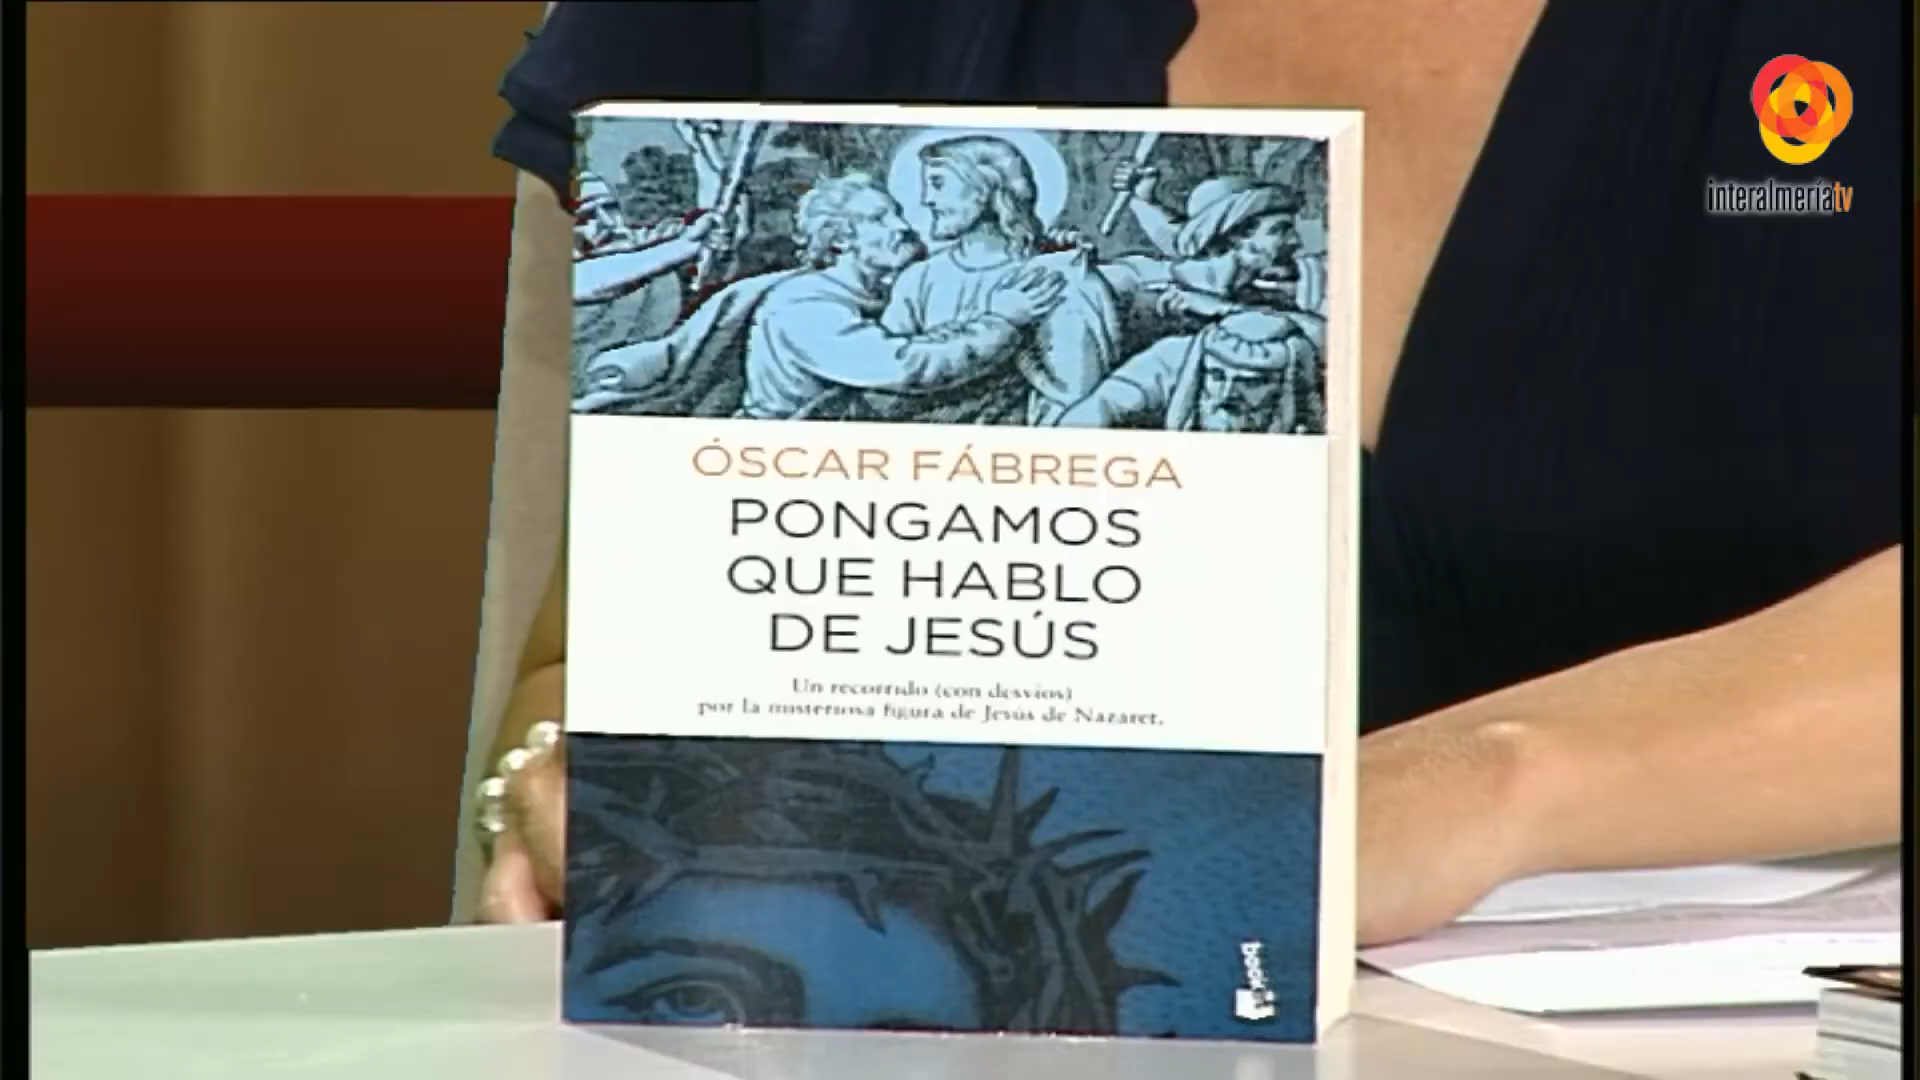 interalmeríatv
ÓSCAR FÁBREGA
PONGAMOS
QUE HABLO
DE JESÚS
Un recorrido (con desvíos)
por la misteriosa figura de Jesús de Nazaret.
booket